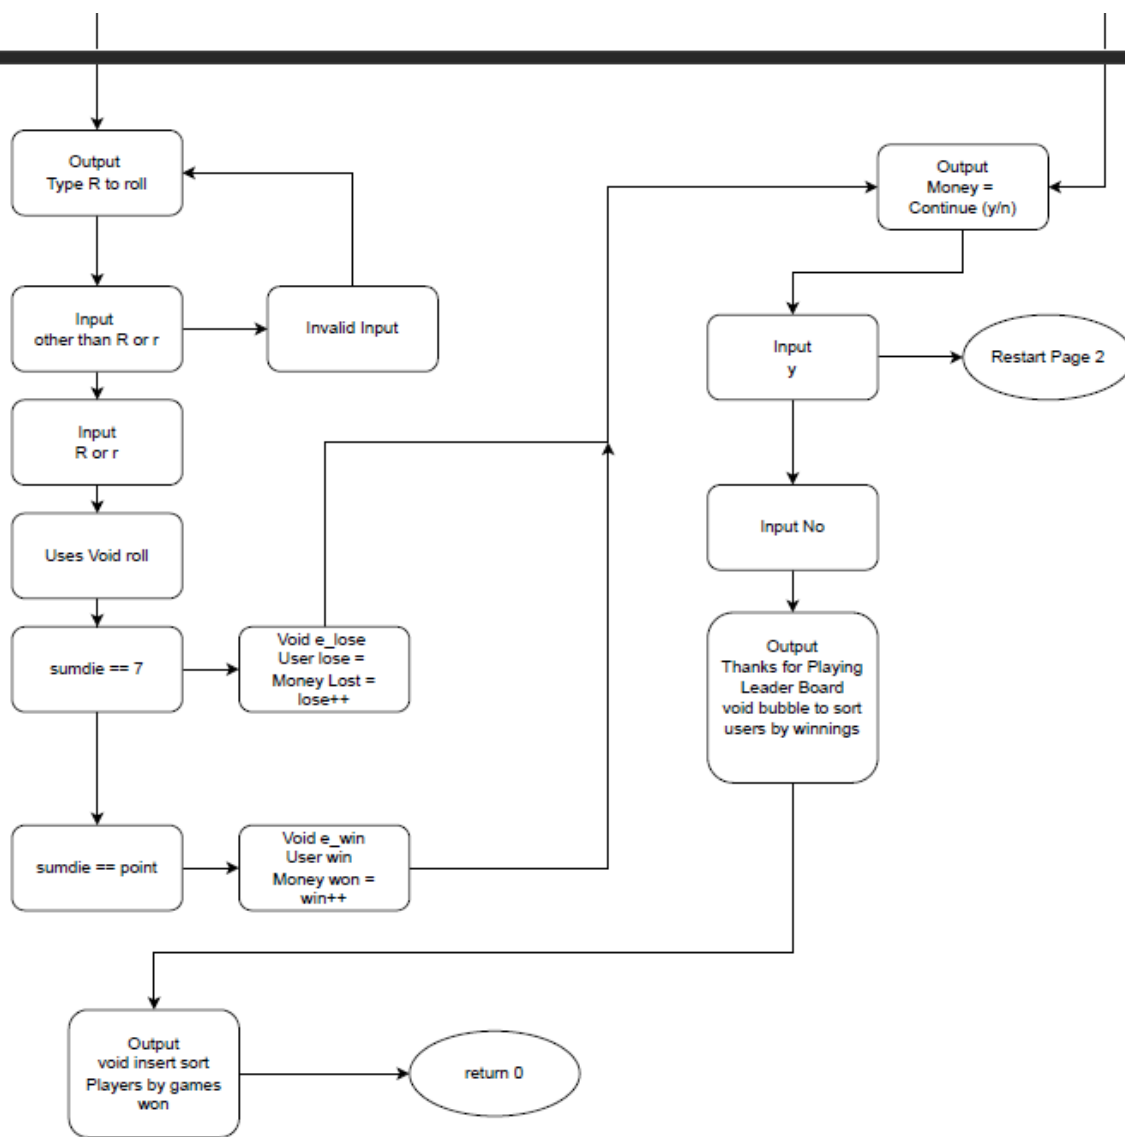 Output
Type R to roll
Input
other than R or r
Invalid Input
Input
R or r
Uses Void roll
sumdie == 7
Void e_lose
User lose =
Money Lost =
lose++
sumdie == point
Void e_win
User win
Money won =
win++
Output
Money =
Continue (y/n)
Input
y
Restart Page 2
Input No
Output
Thanks for Playing
Leader Board
void bubble to sort
users by winnings
Output
void insert sort
Players by games
won
return 0